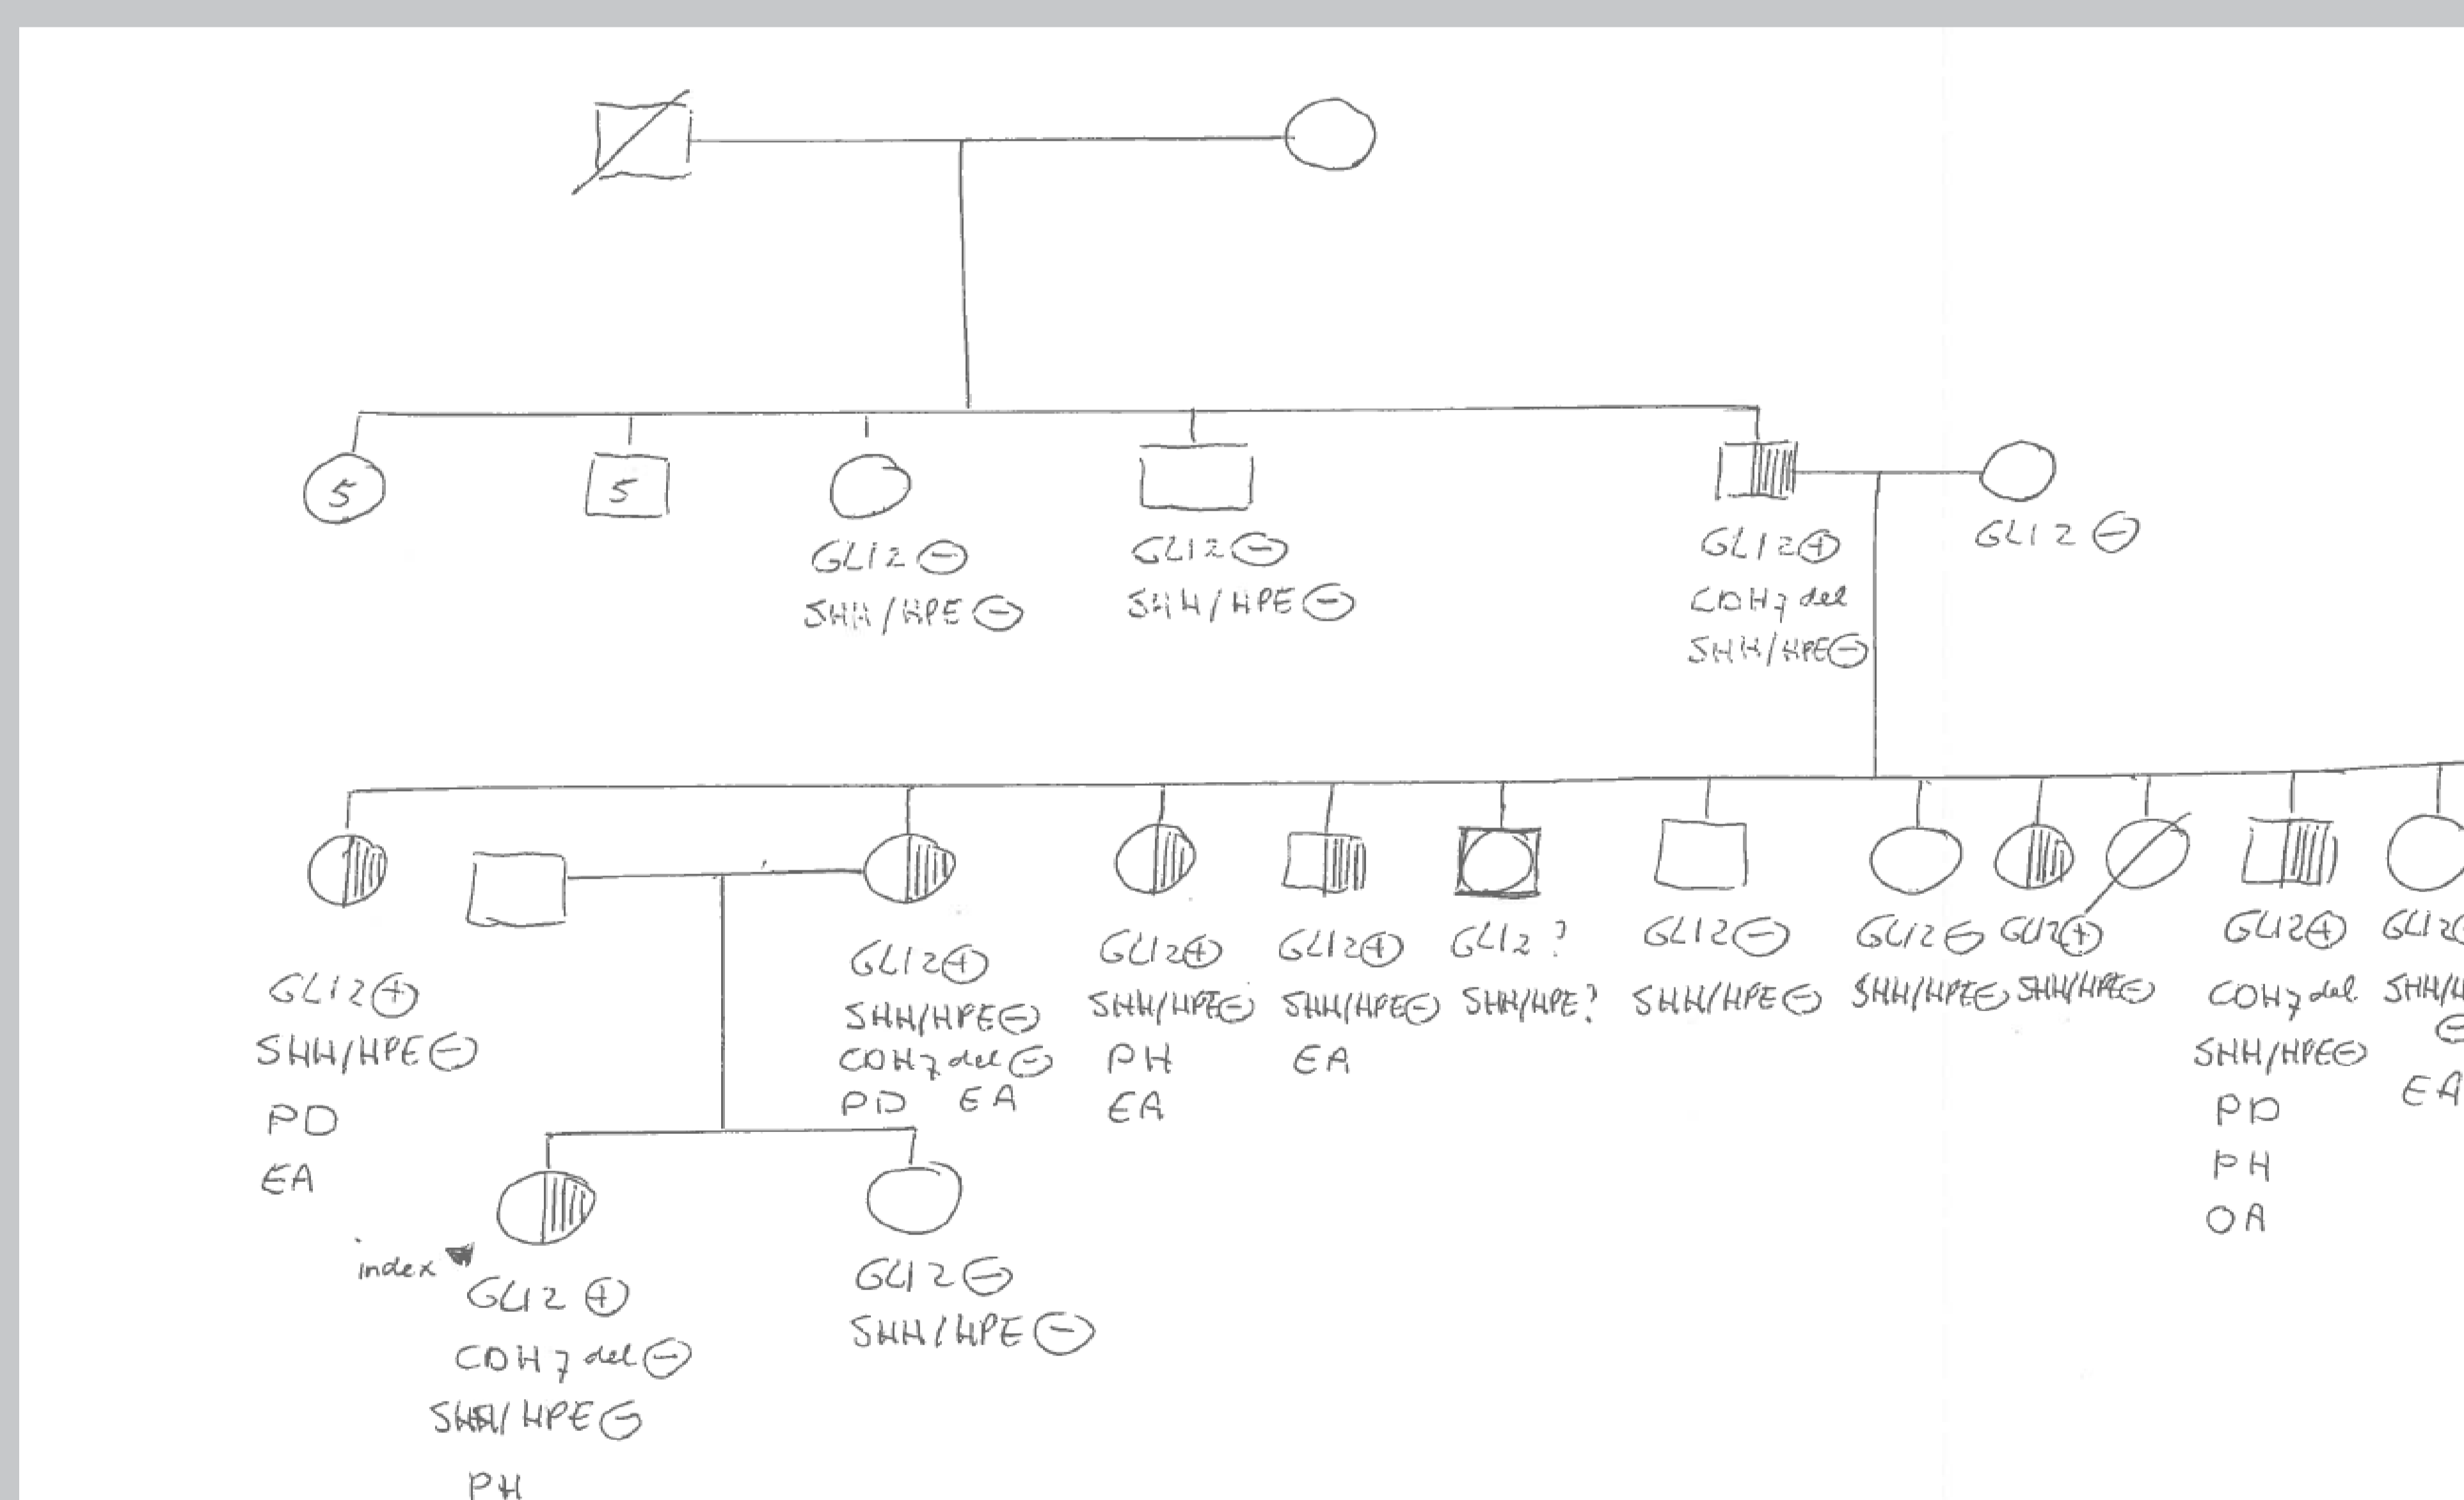 5
5
GLI2 ⊖
SHH/HPE ⊖
GLI2 ⊖
SHH/HPE ⊖
GLI2 ⊕
CDH7 del
SHH/HPE ⊖
GLI2 ⊖
GLI2 ⊕
SHH/HPE ⊖
PD
EA
GLI2 ⊕
SHH/HPE ⊖
CDH7 del ⊖
PD EA
GLI2 ⊕
SHH/HPE ⊖
PH
EA
GLI2 ⊕
SHH/HPE ⊖
EA
GLI2 ?
SHH/HPE?
GLI2 ⊖
SHH/HPE ⊖
GLI2 ⊖
SHH/HPE ⊖
GLI2 ⊕
SHH/HPE ⊖
GLI2 ⊕
CDH7 del
SHH/HPE ⊖
PD
PH
OA
GLI2
SHH/
⊖
EA
index
GLI2 ⊕
CDH7 del ⊖
SHH/HPE ⊖
PH
GLI2 ⊖
SHH/HPE ⊖